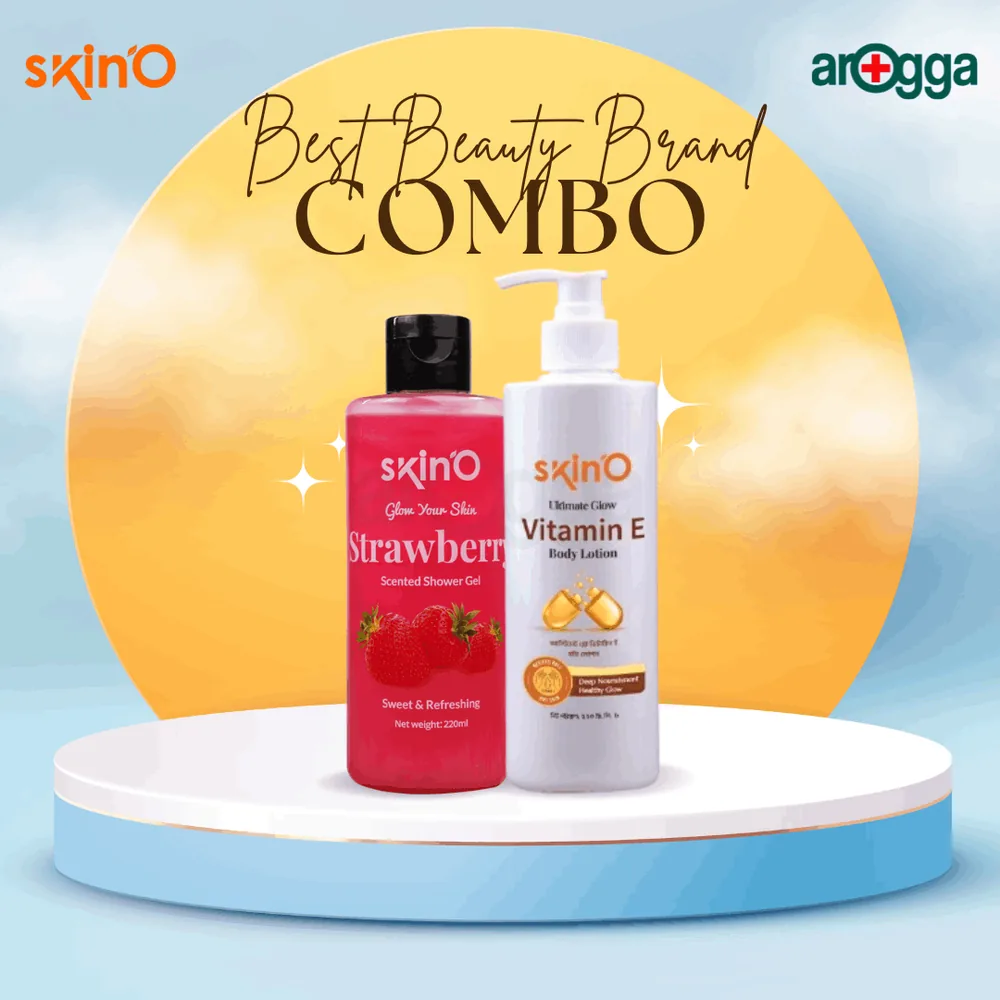 skin'O
arogga
Best Beauty Brand
COMBO
skin'O
Glow Your Skin
Strawberry
Scented Shower Gel
Sweet & Refreshing
Net weight: 220ml
skin'O
Ultimate Glow
Vitamin E
Body Lotion
Deep Nourishment
Healthy Glow